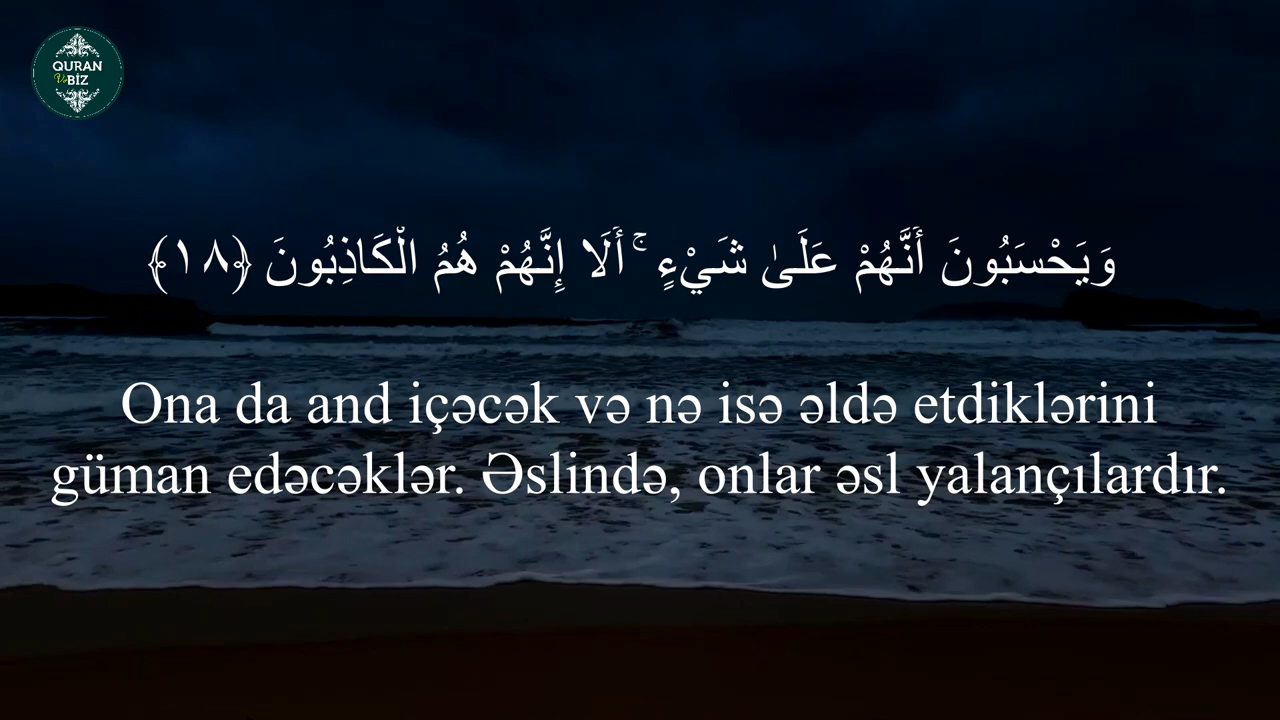 QURAN
Və BİZ
وَيَحْسَبُونَ أَنَّهُمْ عَلَىٰ شَيْءٍ ۚ أَلَا إِنَّهُمْ هُمُ الْكَاذِبُونَ ﴿١٨﴾
Ona da and içəcək və nə isə əldə etdiklərini
güman edəcəklər. Əslində, onlar əsl yalançılardır.